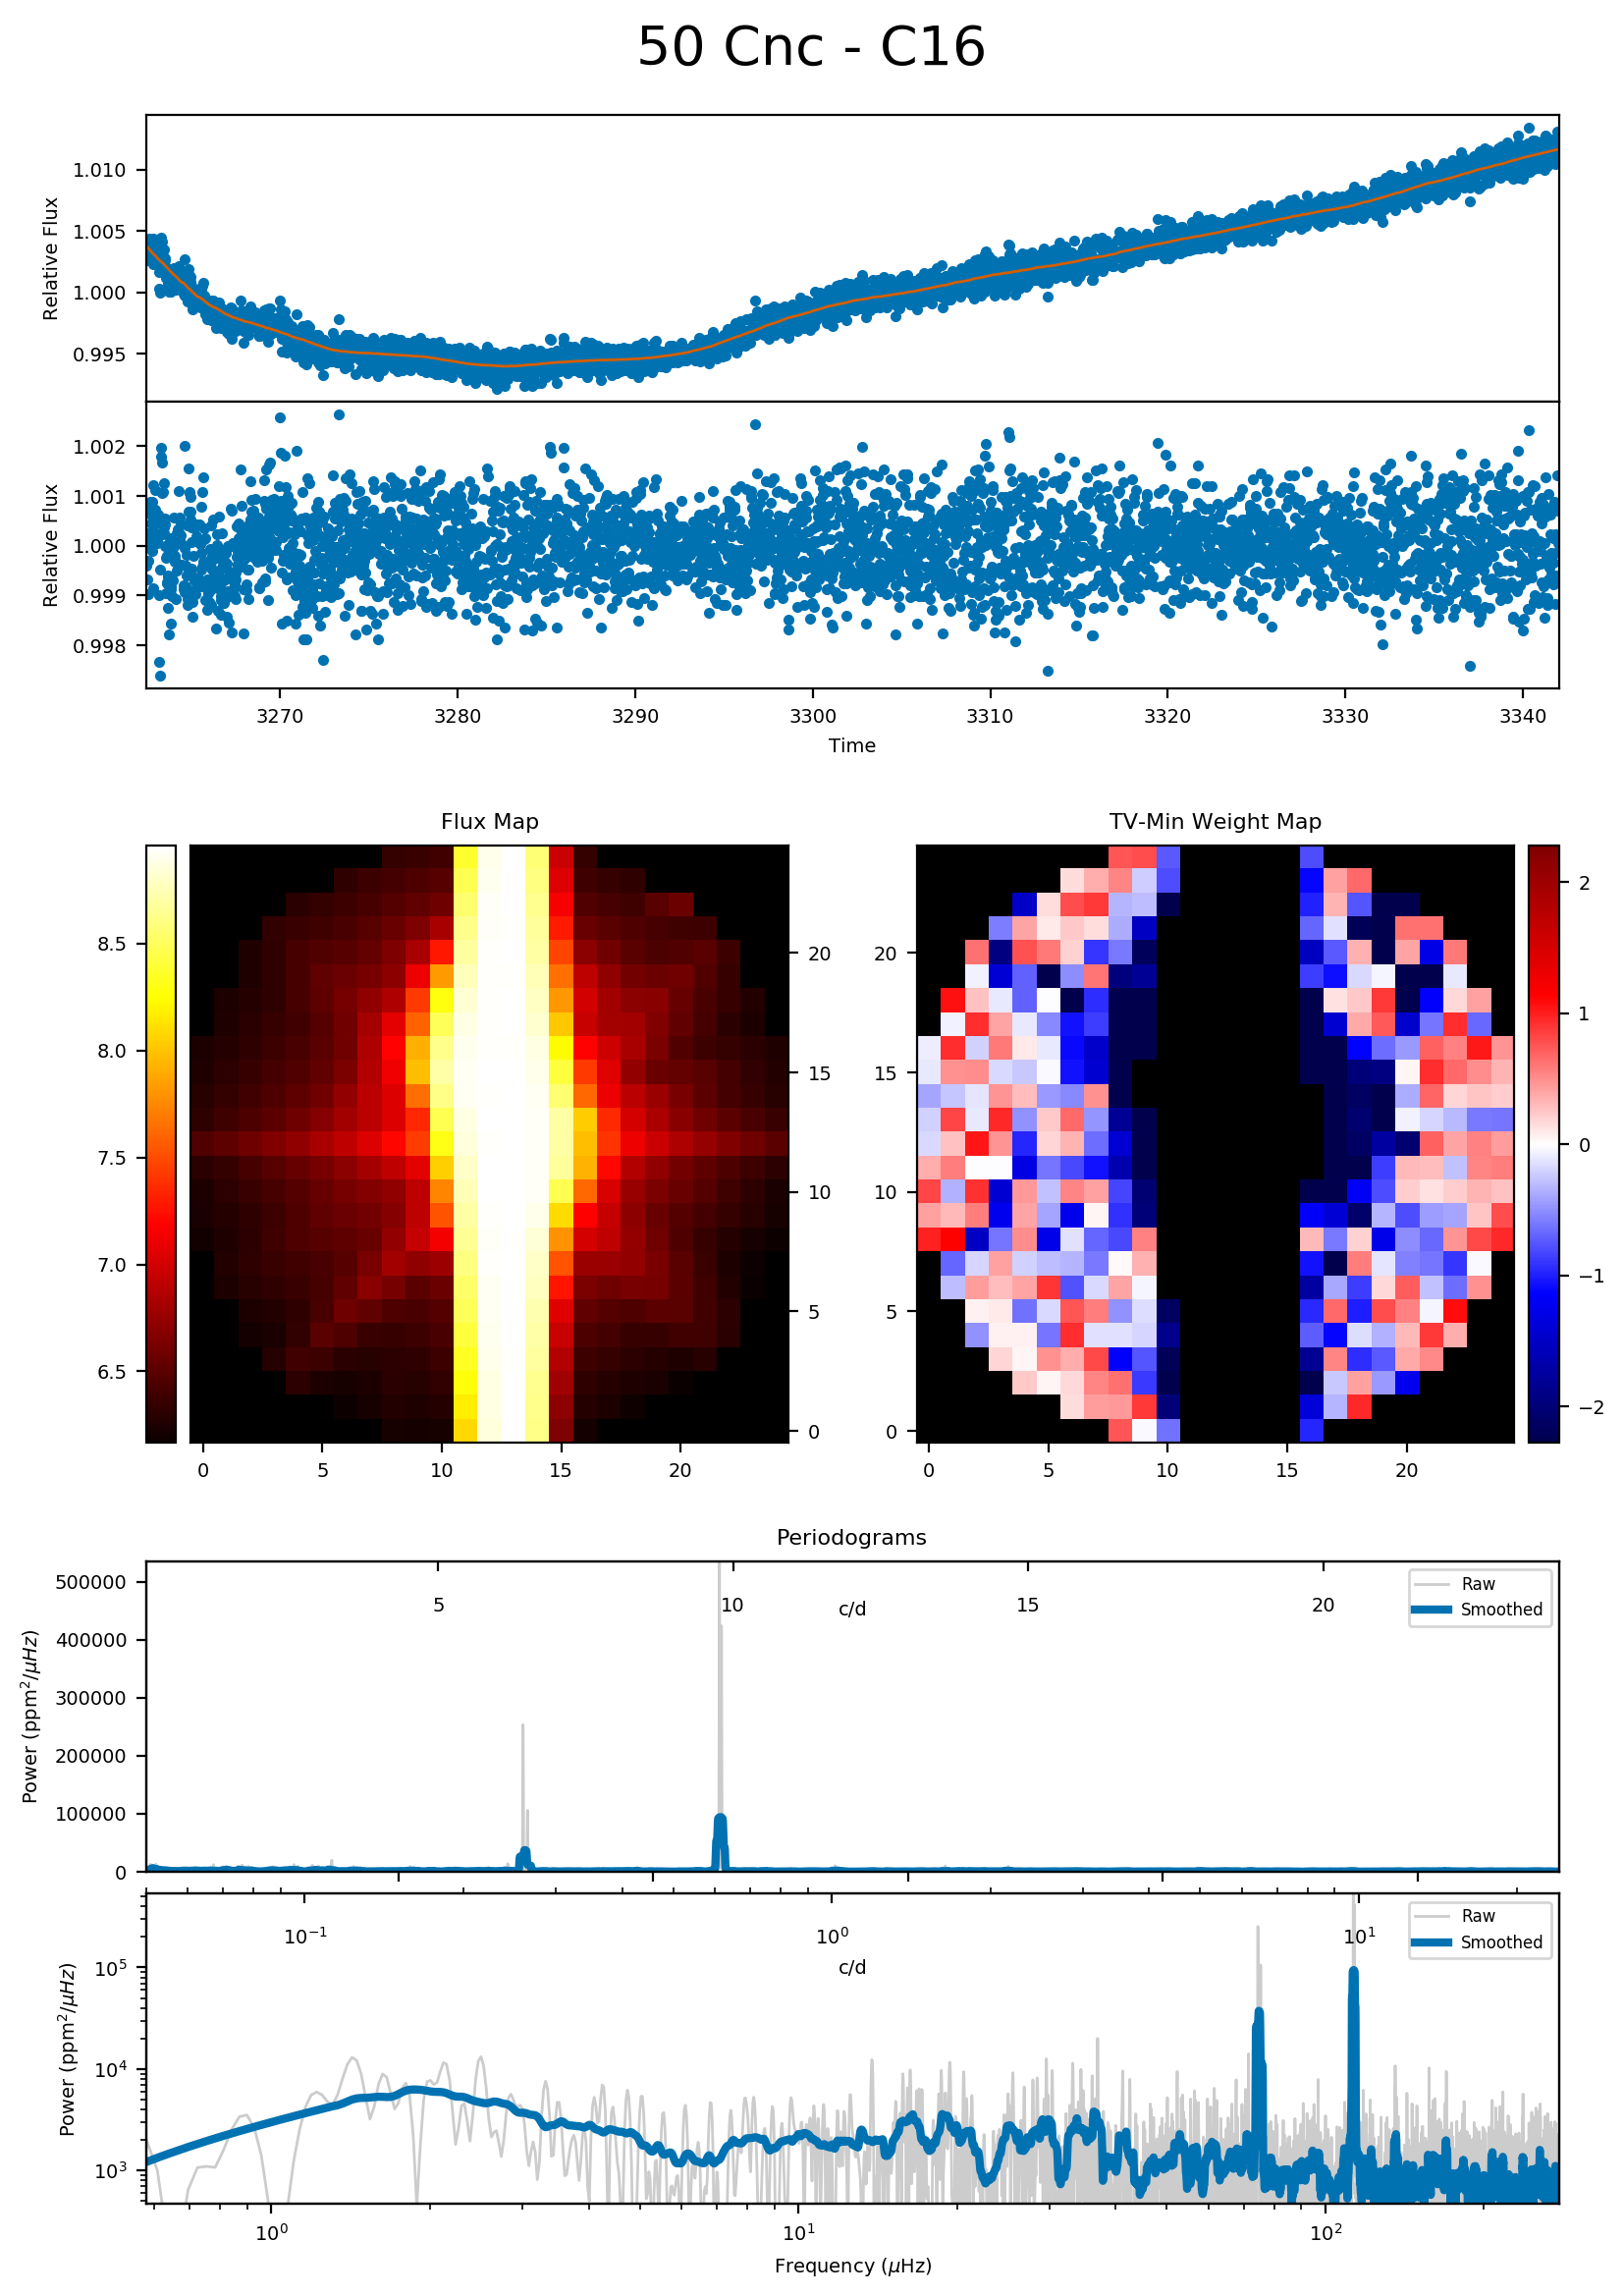 50 Cnc - C16
Relative Flux
1.010
1.005
1.000
0.995
Relative Flux
1.002
1.001
1.000
0.999
0.998
3270 3280 3290 3300 3310 3320 3330 3340
Time
Flux Map
8.5
8.0
7.5
7.0
6.5
20
15
10
5
0
0 5 10 15 20
TV-Min Weight Map
20
15
10
5
0
0 5 10 15 20
2
1
0
−1
−2
Periodograms
Power (ppm²/μHz)
500000
400000
300000
200000
100000
0
5 10 15 20
c/d
Raw
Smoothed
Power (ppm²/μHz)
10⁵
10⁴
10³
10⁻¹ 10⁰ 10¹
c/d
Raw
Smoothed
10⁰ 10¹ 10²
Frequency (μHz)